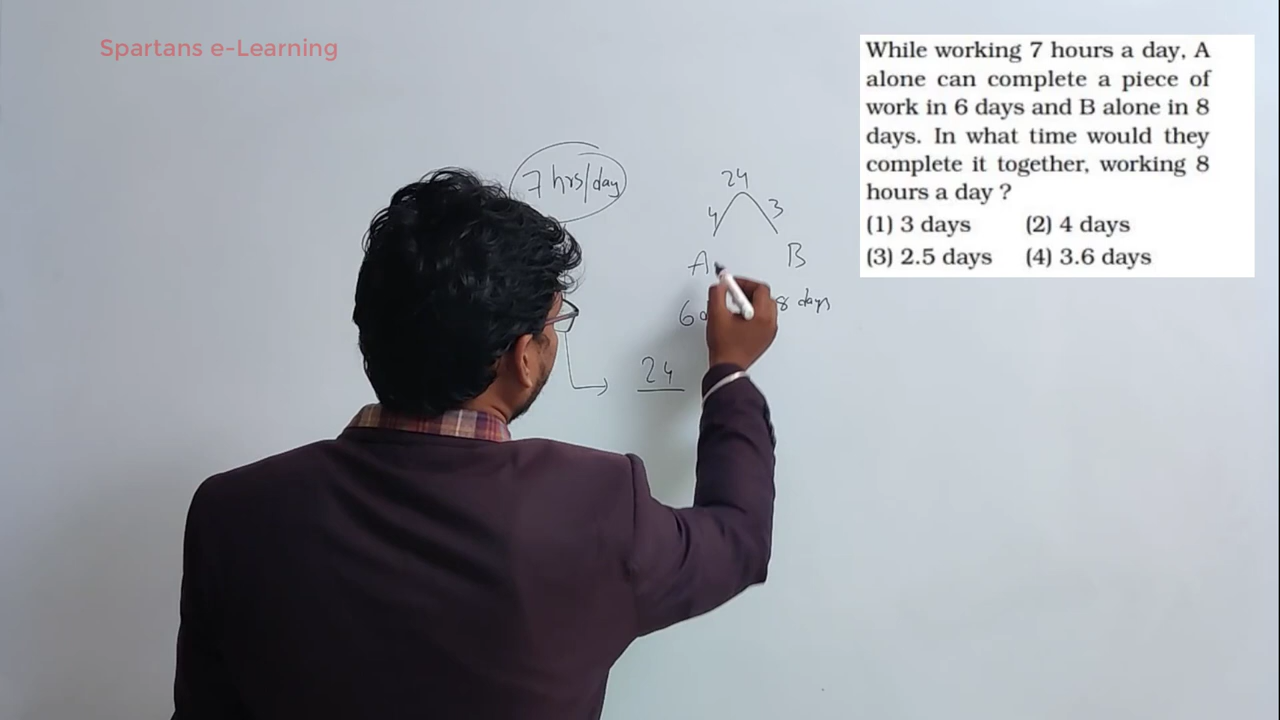 Spartans e-Learning
While working 7 hours a day, A
alone can complete a piece of
work in 6 days and B alone in 8
days. In what time would they
complete it together, working 8
hours a day ?
(1) 3 days (2) 4 days
(3) 2.5 days (4) 3.6 days
7 hrs/day
24
4 3
A B
6 8 days
24